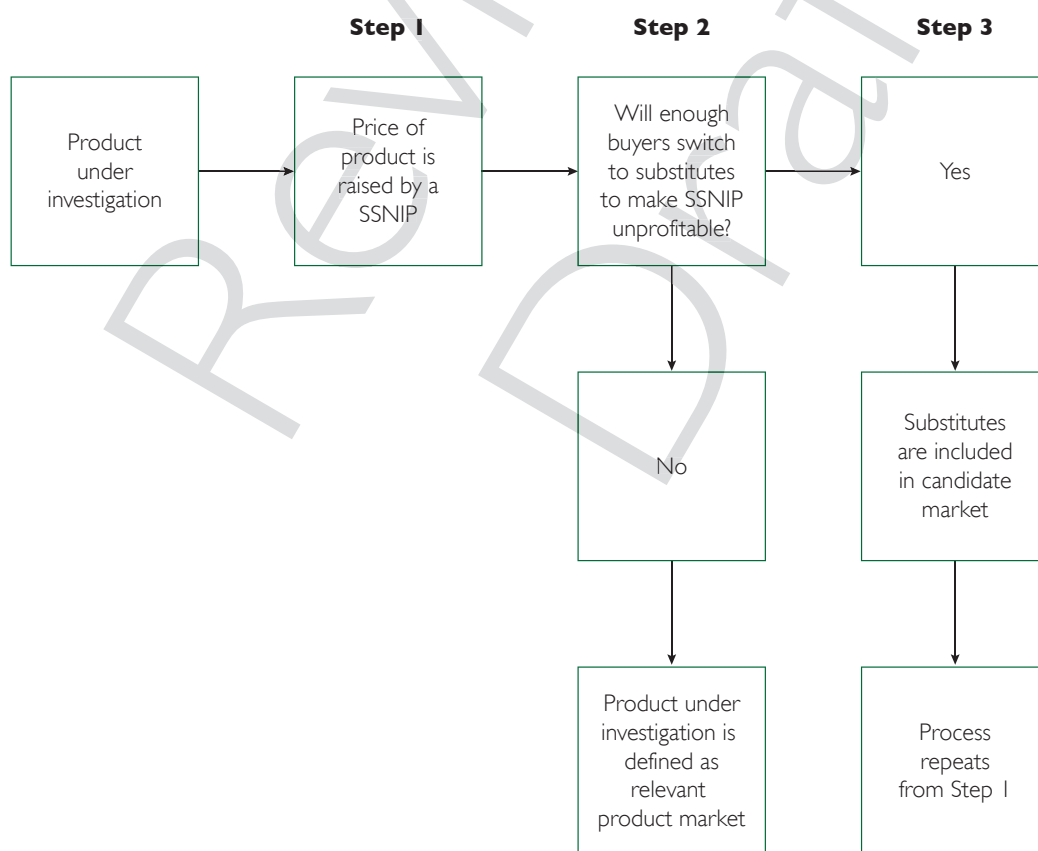 Step 1
Step 2
Step 3
Product
under
investigation
Price of
product is
raised by a
SSNIP
Will enough
buyers switch
to substitutes
to make SSNIP
unprofitable?
Yes
No
Substitutes
are included
in candidate
market
Product under
investigation is
defined as
relevant
product market
Process
repeats
from Step 1